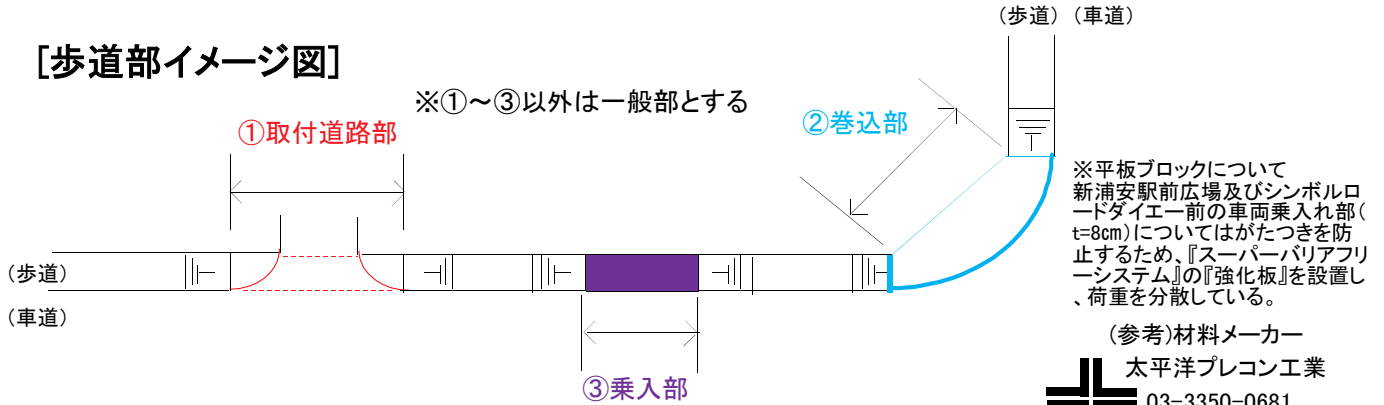 (歩道)（車道）
[歩道部イメージ図]
※①～③以外は一般部とする
①取付道路部
②巻込部
※平板ブロックについて
新浦安駅前広場及びシンボルロ
ードダイエー前の車両乗入れ部(
t=8㎝)についてはがたつきを防
止するため、『スーパーバリアフリ
ーシステム』の『強化板』を設置し
、荷重を分散している。
(歩道)
(車道)
(参考)材料メーカー
太平洋プレコン工業
③乗入部
03-3350-0681